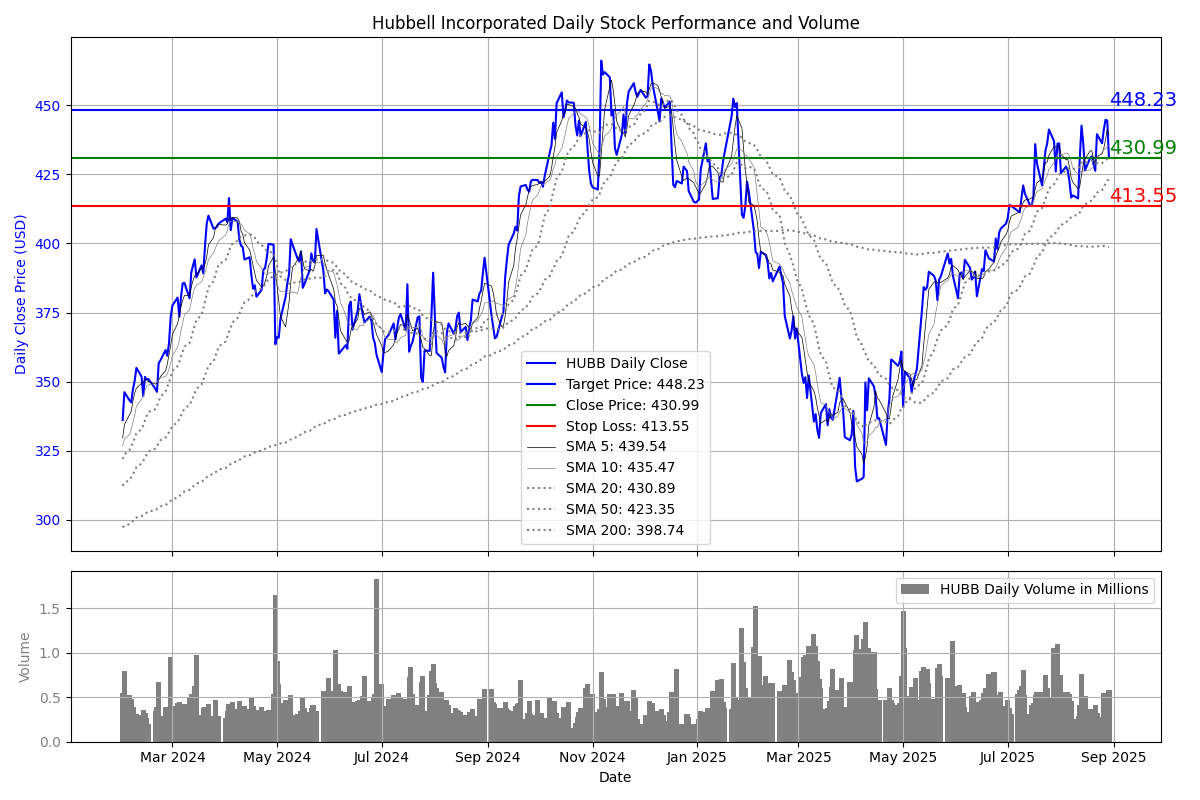 Hubbell Incorporated Daily Stock Performance and Volume
Daily Close Price (USD)
450
425
400
375
350
325
300
448.23
430.99
413.55
HUBB Daily Close
Target Price: 448.23
Close Price: 430.99
Stop Loss: 413.55
SMA 5: 439.54
SMA 10: 435.47
SMA 20: 430.89
SMA 50: 423.35
SMA 200: 398.74
Volume
1.5
1.0
0.5
0.0
HUBB Daily Volume in Millions
Mar 2024 May 2024 Jul 2024 Sep 2024 Nov 2024 Jan 2025 Mar 2025 May 2025 Jul 2025 Sep 2025
Date